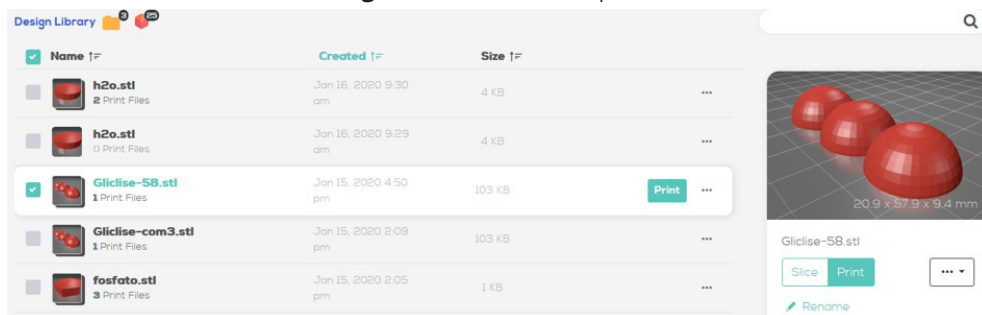 Design Library 3 25
Name Created Size
h2o.stl
2 Print Files
Jan 16, 2020 9:30
am
4 KB
h2o.stl
0 Print Files
Jan 16, 2020 9:29
am
4 KB
Gliclise-58.stl
1 Print Files
Jan 15, 2020 4:50
pm
103 KB
Print
Gliclise-com3.stl
1 Print Files
Jan 15, 2020 2:09
pm
103 KB
fosfato.stl
3 Print Files
Jan 15, 2020 2:05
pm
1 KB
20.9 x 57.9 x 9.4 mm
Gliclise-58.stl
Slice Print
Rename